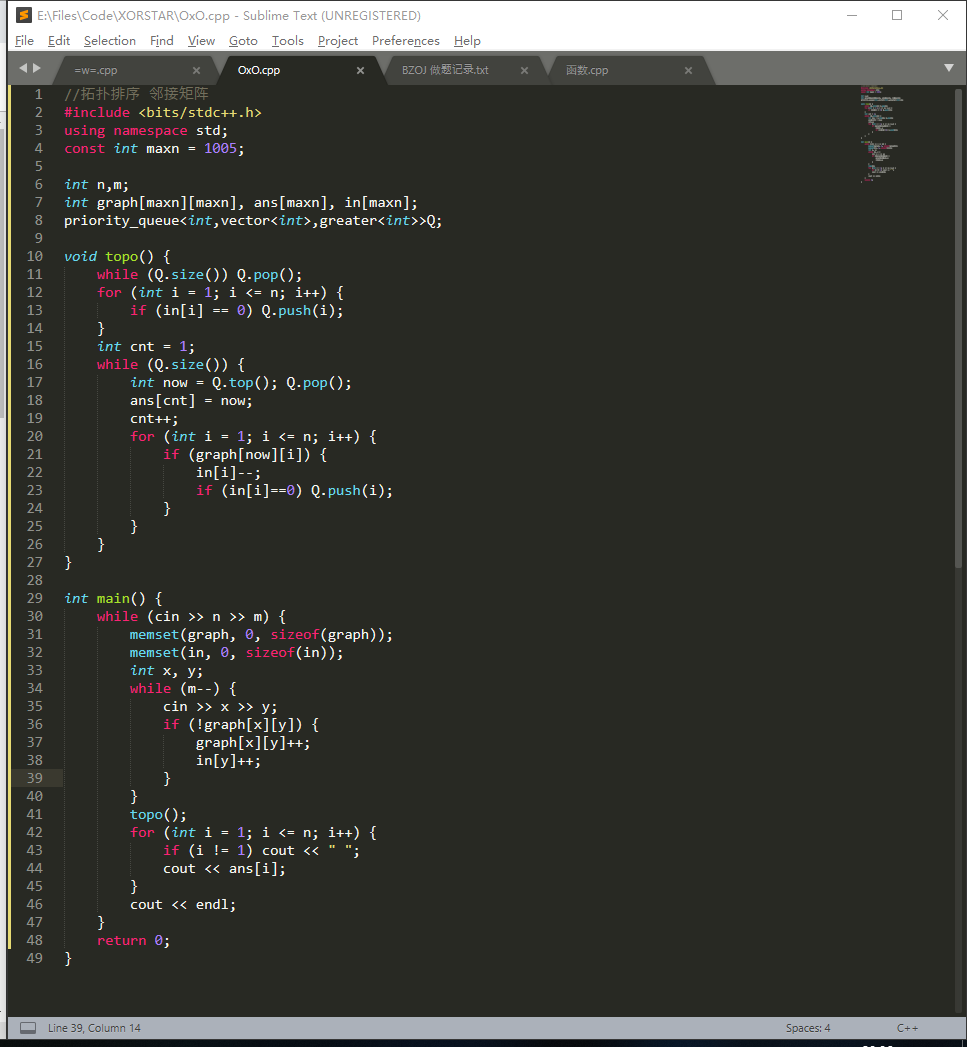 E:\Files\Code\XORSTAR\OxO.cpp - Sublime Text (UNREGISTERED)
File Edit Selection Find View Goto Tools Project Preferences Help
=w=.cpp OxO.cpp BZOJ 做题记录.txt 函数.cpp
1 //拓扑排序 邻接矩阵
2 #include <bits/stdc++.h>
3 using namespace std;
4 const int maxn = 1005;
5
6 int n,m;
7 int graph[maxn][maxn], ans[maxn], in[maxn];
8 priority_queue<int,vector<int>,greater<int>>Q;
9
10 void topo() {
11     while (Q.size()) Q.pop();
12     for (int i = 1; i <= n; i++) {
13         if (in[i] == 0) Q.push(i);
14     }
15     int cnt = 1;
16     while (Q.size()) {
17         int now = Q.top(); Q.pop();
18         ans[cnt] = now;
19         cnt++;
20         for (int i = 1; i <= n; i++) {
21             if (graph[now][i]) {
22                 in[i]--;
23                 if (in[i]==0) Q.push(i);
24             }
25         }
26     }
27 }
28
29 int main() {
30     while (cin >> n >> m) {
31         memset(graph, 0, sizeof(graph));
32         memset(in, 0, sizeof(in));
33         int x, y;
34         while (m--) {
35             cin >> x >> y;
36             if (!graph[x][y]) {
37                 graph[x][y]++;
38                 in[y]++;
39             }
40         }
41         topo();
42         for (int i = 1; i <= n; i++) {
43             if (i != 1) cout << " ";
44             cout << ans[i];
45         }
46         cout << endl;
47     }
48     return 0;
49 }
Line 39, Column 14 Spaces: 4 C++